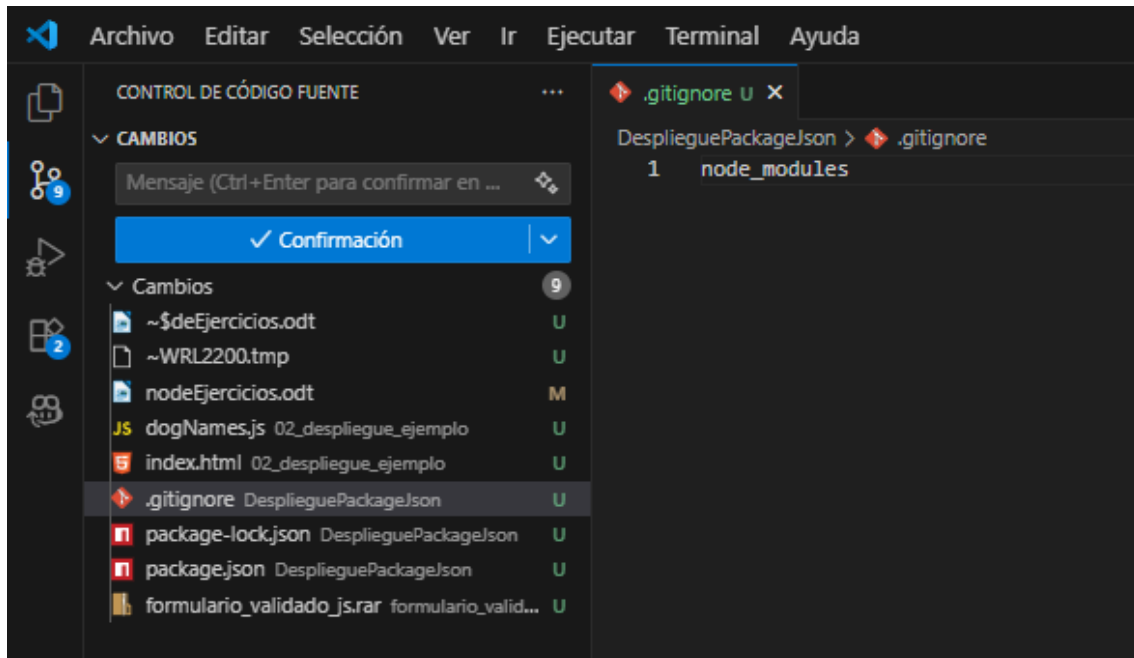 Archivo Editar Selección Ver Ir Ejecutar Terminal Ayuda
CONTROL DE CÓDIGO FUENTE ...
CAMBIOS
Mensaje (Ctrl+Enter para confirmar en ...
Confirmación
Cambios 9
~$deEjercicios.odt U
~WRL2200.tmp U
nodeEjercicios.odt M
JS dogNames.js 02_despliegue_ejemplo U
5 index.html 02_despliegue_ejemplo U
.gitignore DesplieguePackageJson U
n package-lock.json DesplieguePackageJson U
n package.json DesplieguePackageJson U
formulario_validado_js.rar formulario_valid... U
9
2
.gitignore U
DesplieguePackageJson > .gitignore
1 node_modules